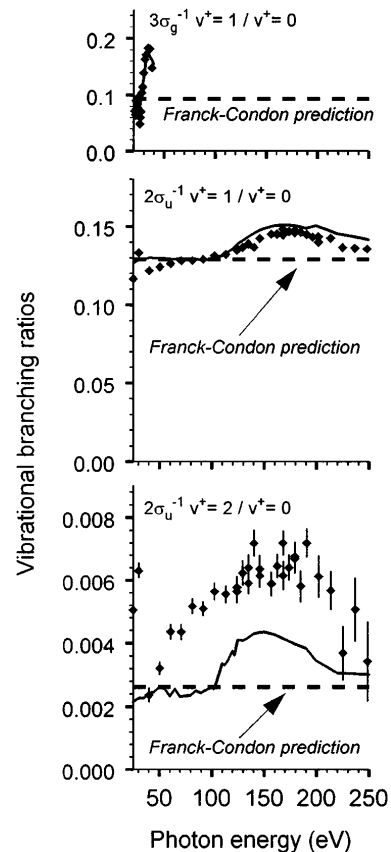 3σg⁻¹ v⁺= 1 / v⁺= 0
0.2
0.1
0.0
Franck-Condon prediction
2σu⁻¹ v⁺= 1 / v⁺= 0
0.15
0.10
0.05
0.00
Franck-Condon prediction
Vibrational branching ratios
2σu⁻¹ v⁺= 2 / v⁺= 0
0.008
0.006
0.004
0.002
0.000
Franck-Condon prediction
50 100 150 200 250
Photon energy (eV)